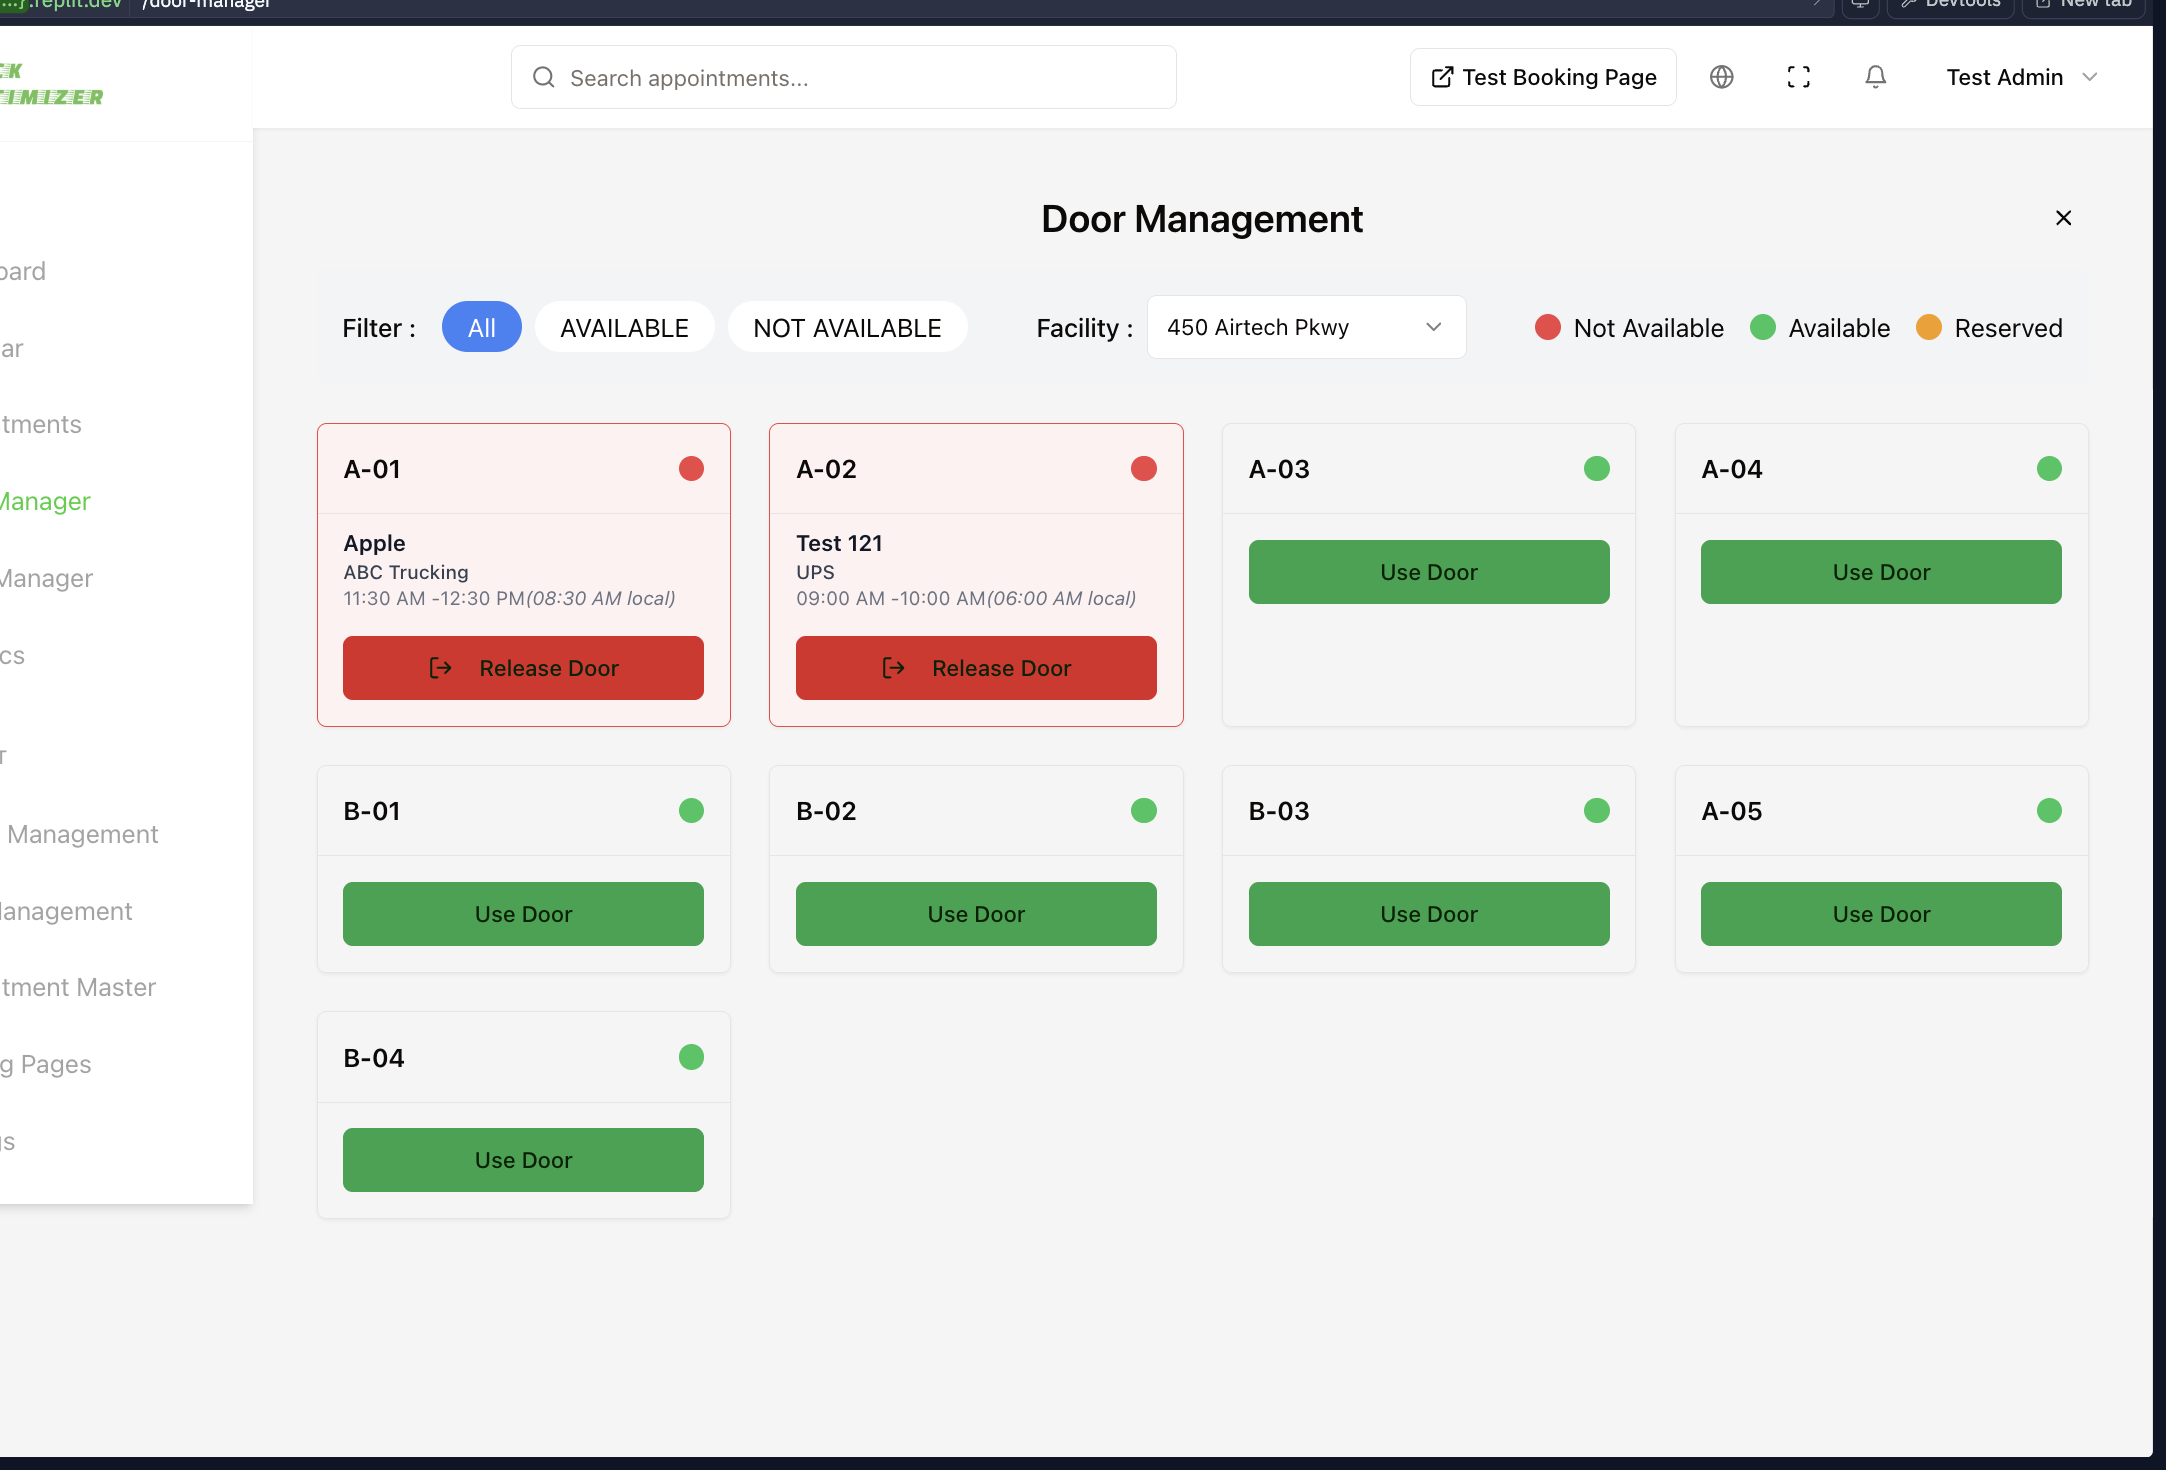 ...}.replit.dev /door-manager
Devtools
New tab
CK
TIMIZER
Search appointments...
Test Booking Page
Test Admin
Door Management
oard
ar
tments
Manager
Manager
cs
r
Management
Management
tment Master
g Pages
gs
Filter :
All
AVAILABLE
NOT AVAILABLE
Facility :
450 Airtech Pkwy
Not Available
Available
Reserved
A-01
Apple
ABC Trucking
11:30 AM -12:30 PM(08:30 AM local)
Release Door
A-02
Test 121
UPS
09:00 AM -10:00 AM(06:00 AM local)
Release Door
A-03
Use Door
A-04
Use Door
B-01
Use Door
B-02
Use Door
B-03
Use Door
A-05
Use Door
B-04
Use Door